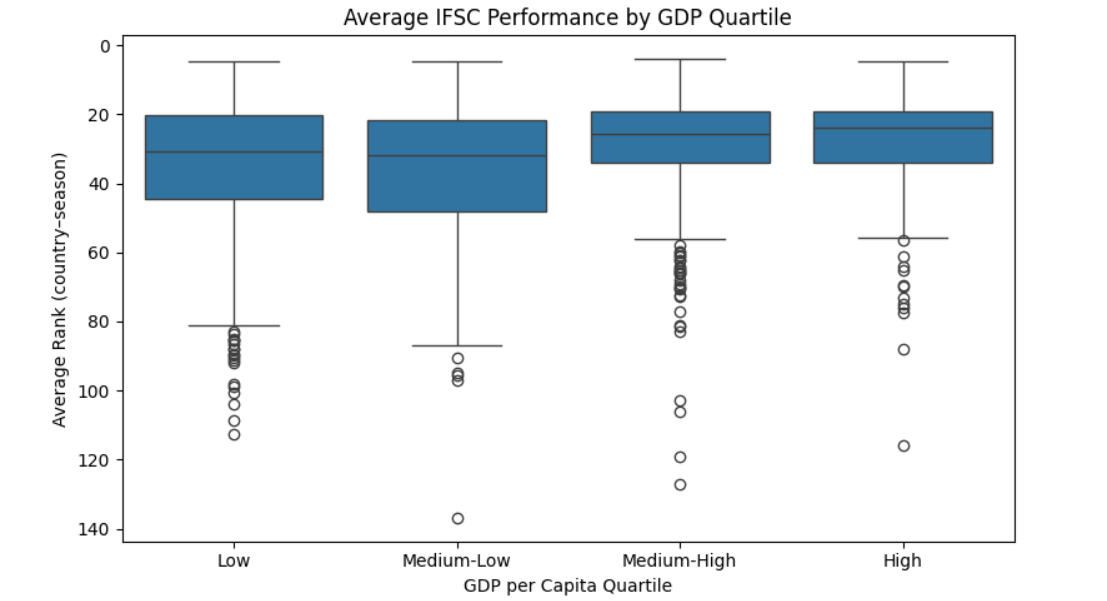 Average IFSC Performance by GDP Quartile
Average Rank (country–season)
0
20
40
60
80
100
120
140
Low
Medium-Low
Medium-High
High
GDP per Capita Quartile